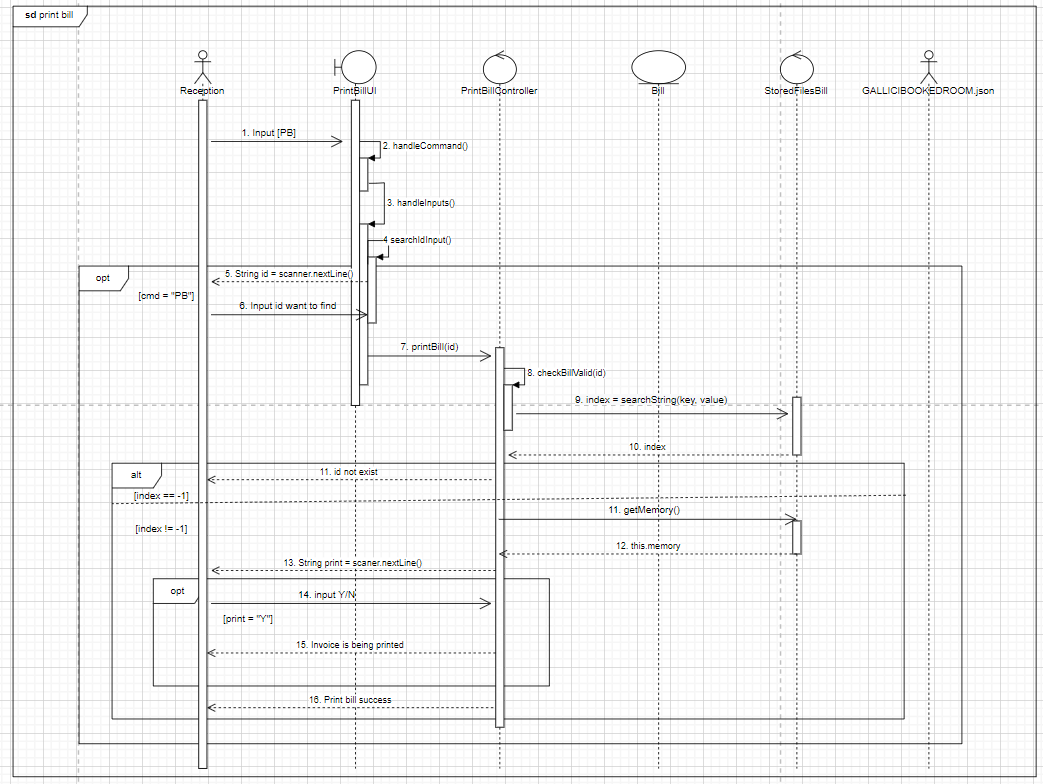 sd print bill
Reception
PrintBillUI
PrintBillController
Bill
StoredFilesBill
GALLICIBOOKEDROOM.json
1. Input [PB]
2. handleCommand()
3. handleInputs()
4 searchIdInput()
opt
5. String id = scanner.nextLine()
[cmd = "PB"]
6. Input id want to find
7. printBill(id)
8. checkBillValid(id)
9. index = searchString(key, value)
10. index
alt
11. id not exist
[index == -1]
11. getMemory()
[index != -1]
12. this.memory
13. String print = scaner.nextLine()
opt
14. input Y/N
[print = "Y"]
15. Invoice is being printed
16. Print bill success